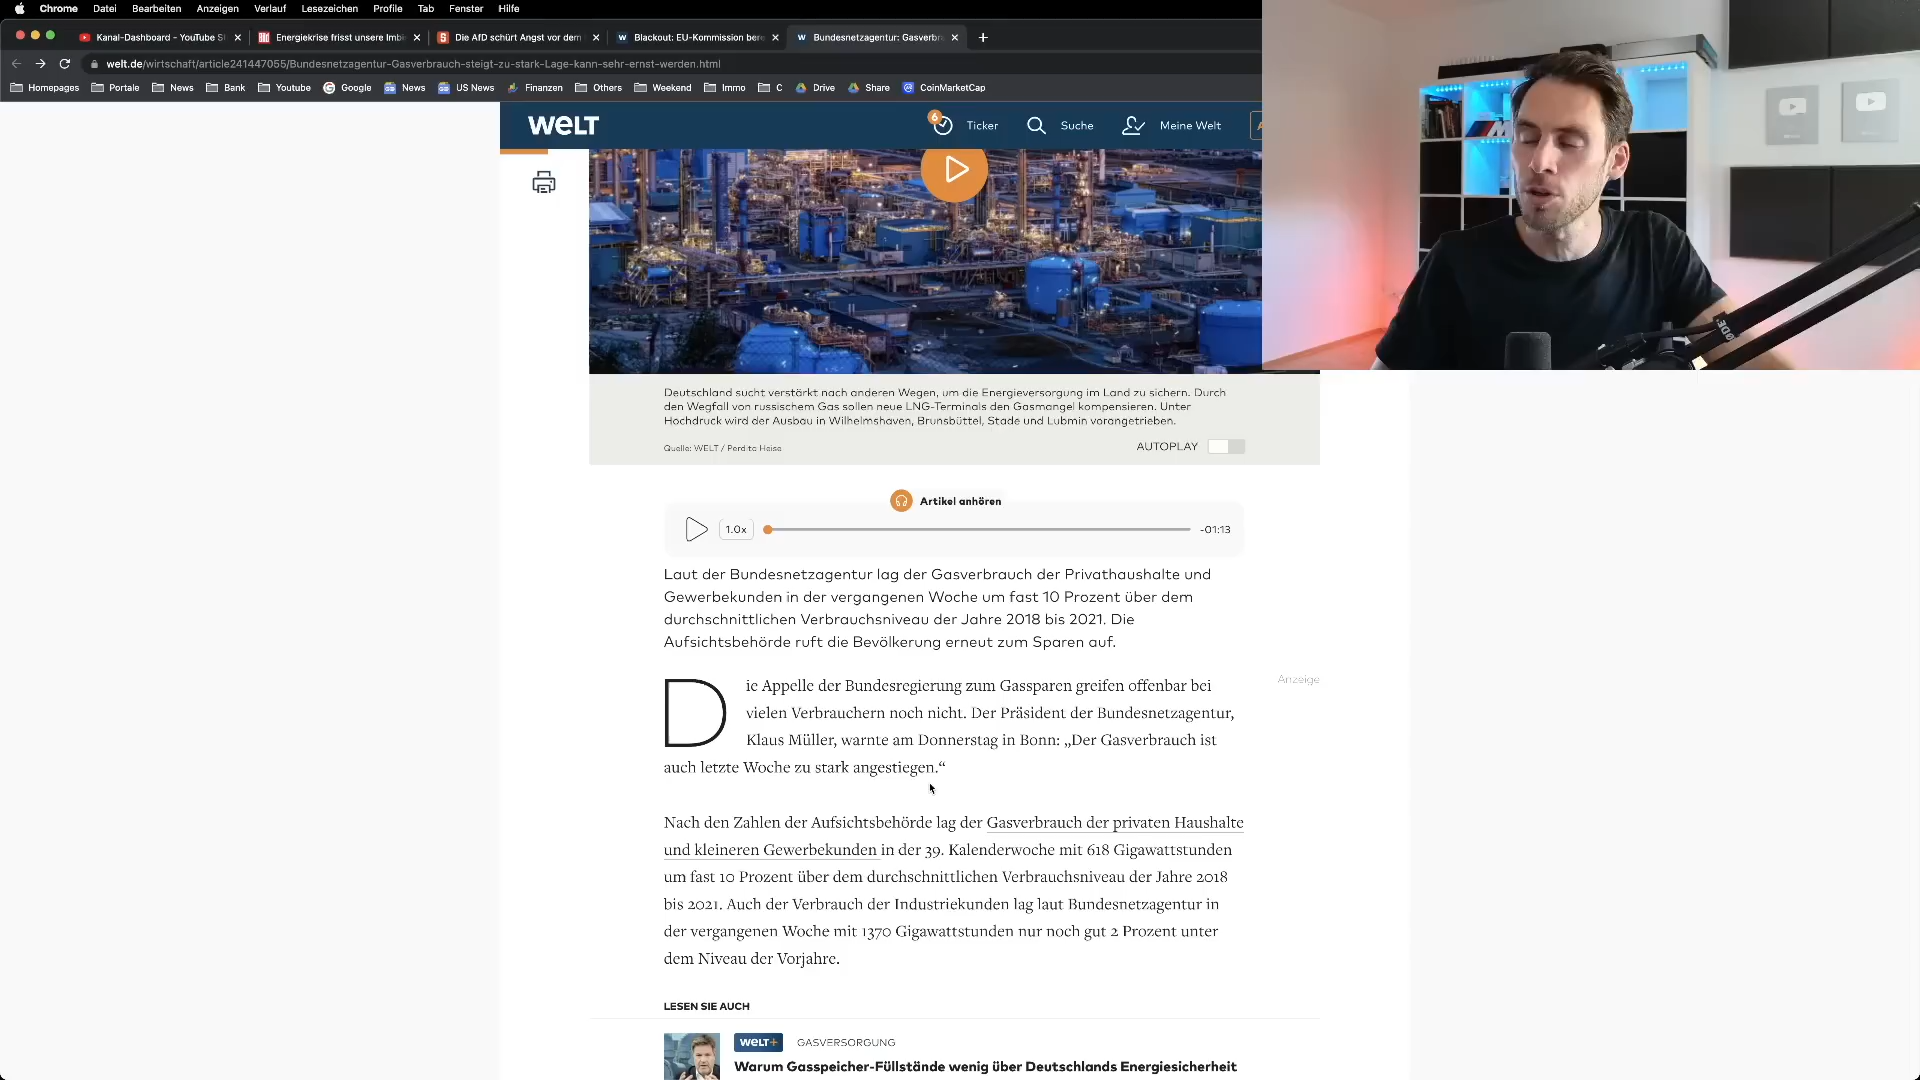 Chrome Datei Bearbeiten Anzeigen Verlauf Lesezeichen Profile Tab Fenster Hilfe
Kanal-Dashboard - YouTube S
Energiekrise frisst unsere Imbi
Die AfD schürt Angst vor dem
Blackout: EU-Kommission bere
Bundesnetzagentur: Gasverbr
welt.de/wirtschaft/article241447055/Bundesnetzagentur-Gasverbrauch-steigt-zu-stark-Lage-kann-sehr-ernst-werden.html
Homepages Portale News Bank Youtube Google News US News Finanzen Others Weekend Immo C Drive Share CoinMarketCap
WELT
6 Ticker Suche Meine Welt
Deutschland sucht verstärkt nach anderen Wegen, um die Energieversorgung im Land zu sichern. Durch
den Wegfall von russischem Gas sollen neue LNG-Terminals den Gasmangel kompensieren. Unter
Hochdruck wird der Ausbau in Wilhelmshaven, Brunsbüttel, Stade und Lubmin vorangetrieben.
Quelle: WELT / Perdita Heise
AUTOPLAY
Artikel anhören
1.0x
-01:13
Laut der Bundesnetzagentur lag der Gasverbrauch der Privathaushalte und
Gewerbekunden in der vergangenen Woche um fast 10 Prozent über dem
durchschnittlichen Verbrauchsniveau der Jahre 2018 bis 2021. Die
Aufsichtsbehörde ruft die Bevölkerung erneut zum Sparen auf.
Die Appelle der Bundesregierung zum Gassparen greifen offenbar bei
vielen Verbrauchern noch nicht. Der Präsident der Bundesnetzagentur,
Klaus Müller, warnte am Donnerstag in Bonn: „Der Gasverbrauch ist
auch letzte Woche zu stark angestiegen.“
Anzeige
Nach den Zahlen der Aufsichtsbehörde lag der Gasverbrauch der privaten Haushalte
und kleineren Gewerbekunden in der 39. Kalenderwoche mit 618 Gigawattstunden
um fast 10 Prozent über dem durchschnittlichen Verbrauchsniveau der Jahre 2018
bis 2021. Auch der Verbrauch der Industriekunden lag laut Bundesnetzagentur in
der vergangenen Woche mit 1370 Gigawattstunden nur noch gut 2 Prozent unter
dem Niveau der Vorjahre.
LESEN SIE AUCH
WELT+ GASVERSORGUNG
Warum Gasspeicher-Füllstände wenig über Deutschlands Energiesicherheit
RØDE